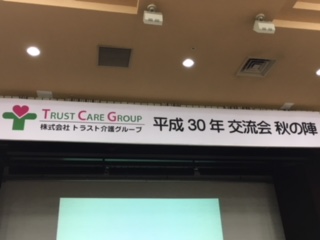 TRUST CARE GROUP
株式会社 トラスト介護グループ
平成 30 年 交流会 秋の陣